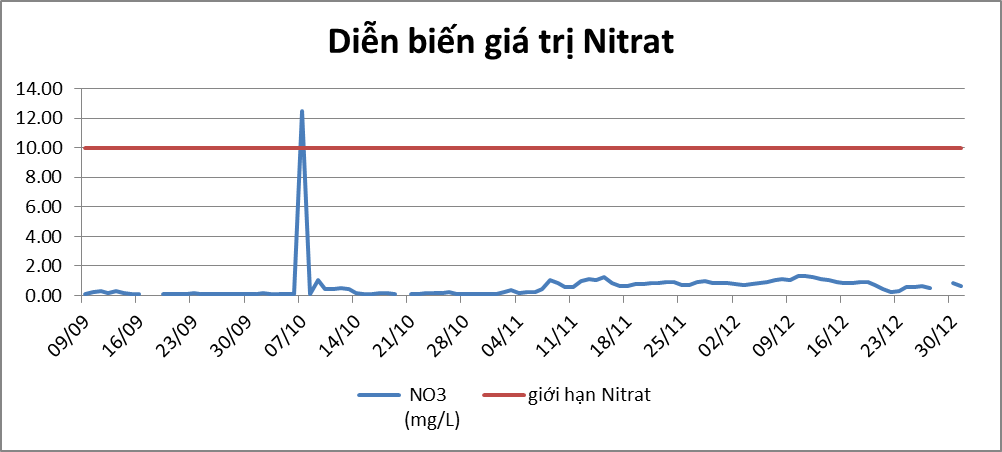 Diễn biến giá trị Nitrat
14.00
12.00
10.00
8.00
6.00
4.00
2.00
0.00
09/09 16/09 23/09 30/09 07/10 14/10 21/10 28/10 04/11 11/11 18/11 25/11 02/12 09/12 16/12 23/12 30/12
NO3 giới hạn Nitrat
(mg/L)